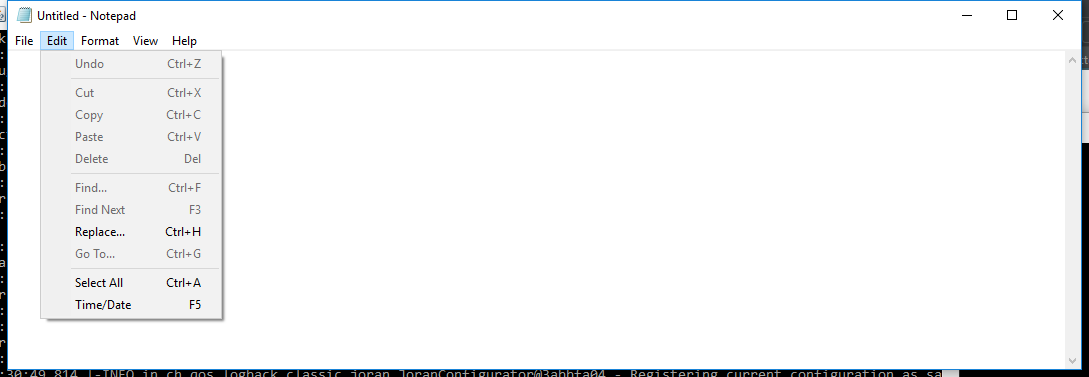 Untitled - Notepad
File Edit Format View Help
Undo Ctrl+Z
Cut Ctrl+X
Copy Ctrl+C
Paste Ctrl+V
Delete Del
Find... Ctrl+F
Find Next F3
Replace... Ctrl+H
Go To... Ctrl+G
Select All Ctrl+A
Time/Date F5
:30:49,814 |-INFO in ch.qos.logback.classic.joran.JoranConfigurator@3abbfa04 - Registering current configuration as sa